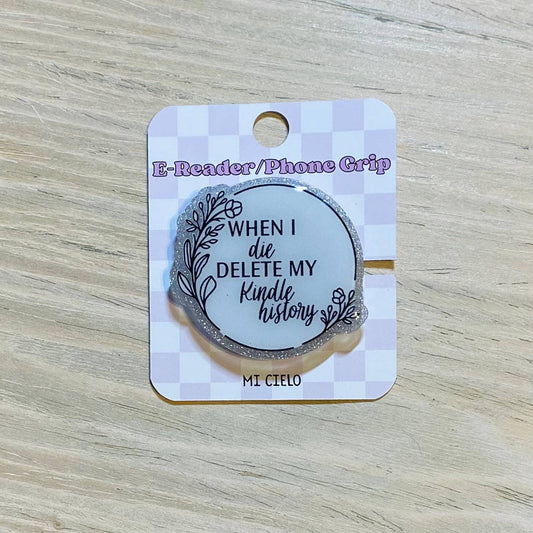 E-Reader/Phone Grip
WHEN I
die
DELETE MY
Kindle
history
MI CIELO